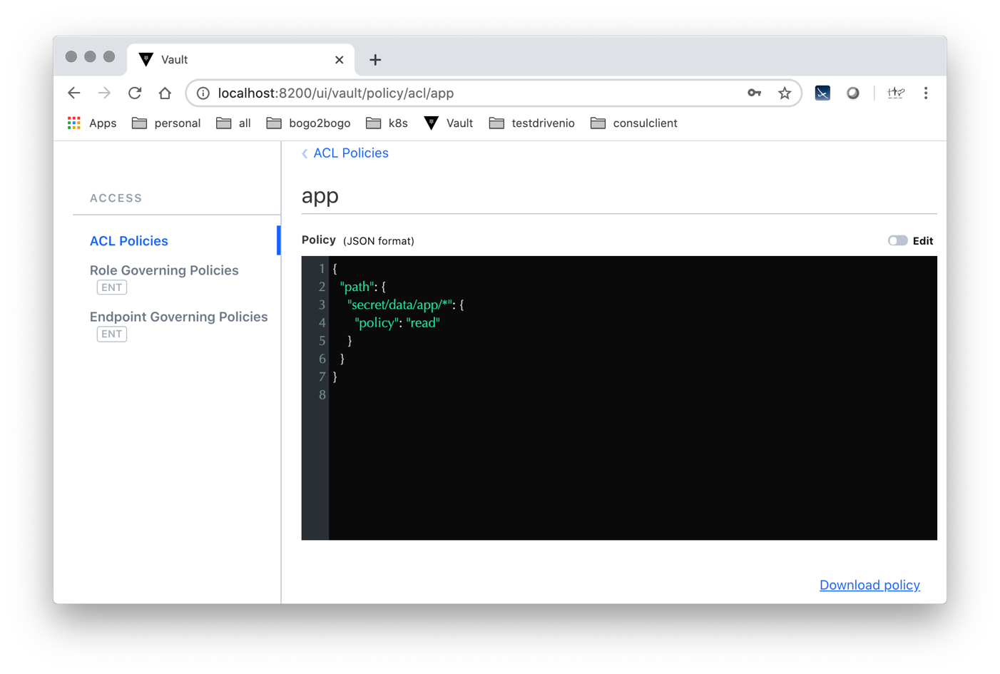 Vault
localhost:8200/ui/vault/policy/acl/app
Apps personal all bogo2bogo k8s Vault testdrivenio consulclient
ACL Policies
ACCESS
app
ACL Policies
Policy (JSON format) Edit
Role Governing Policies
ENT
Endpoint Governing Policies
ENT
1 {
2 "path": {
3 "secret/data/app/*": {
4 "policy": "read"
5 }
6 }
7 }
8
Download policy